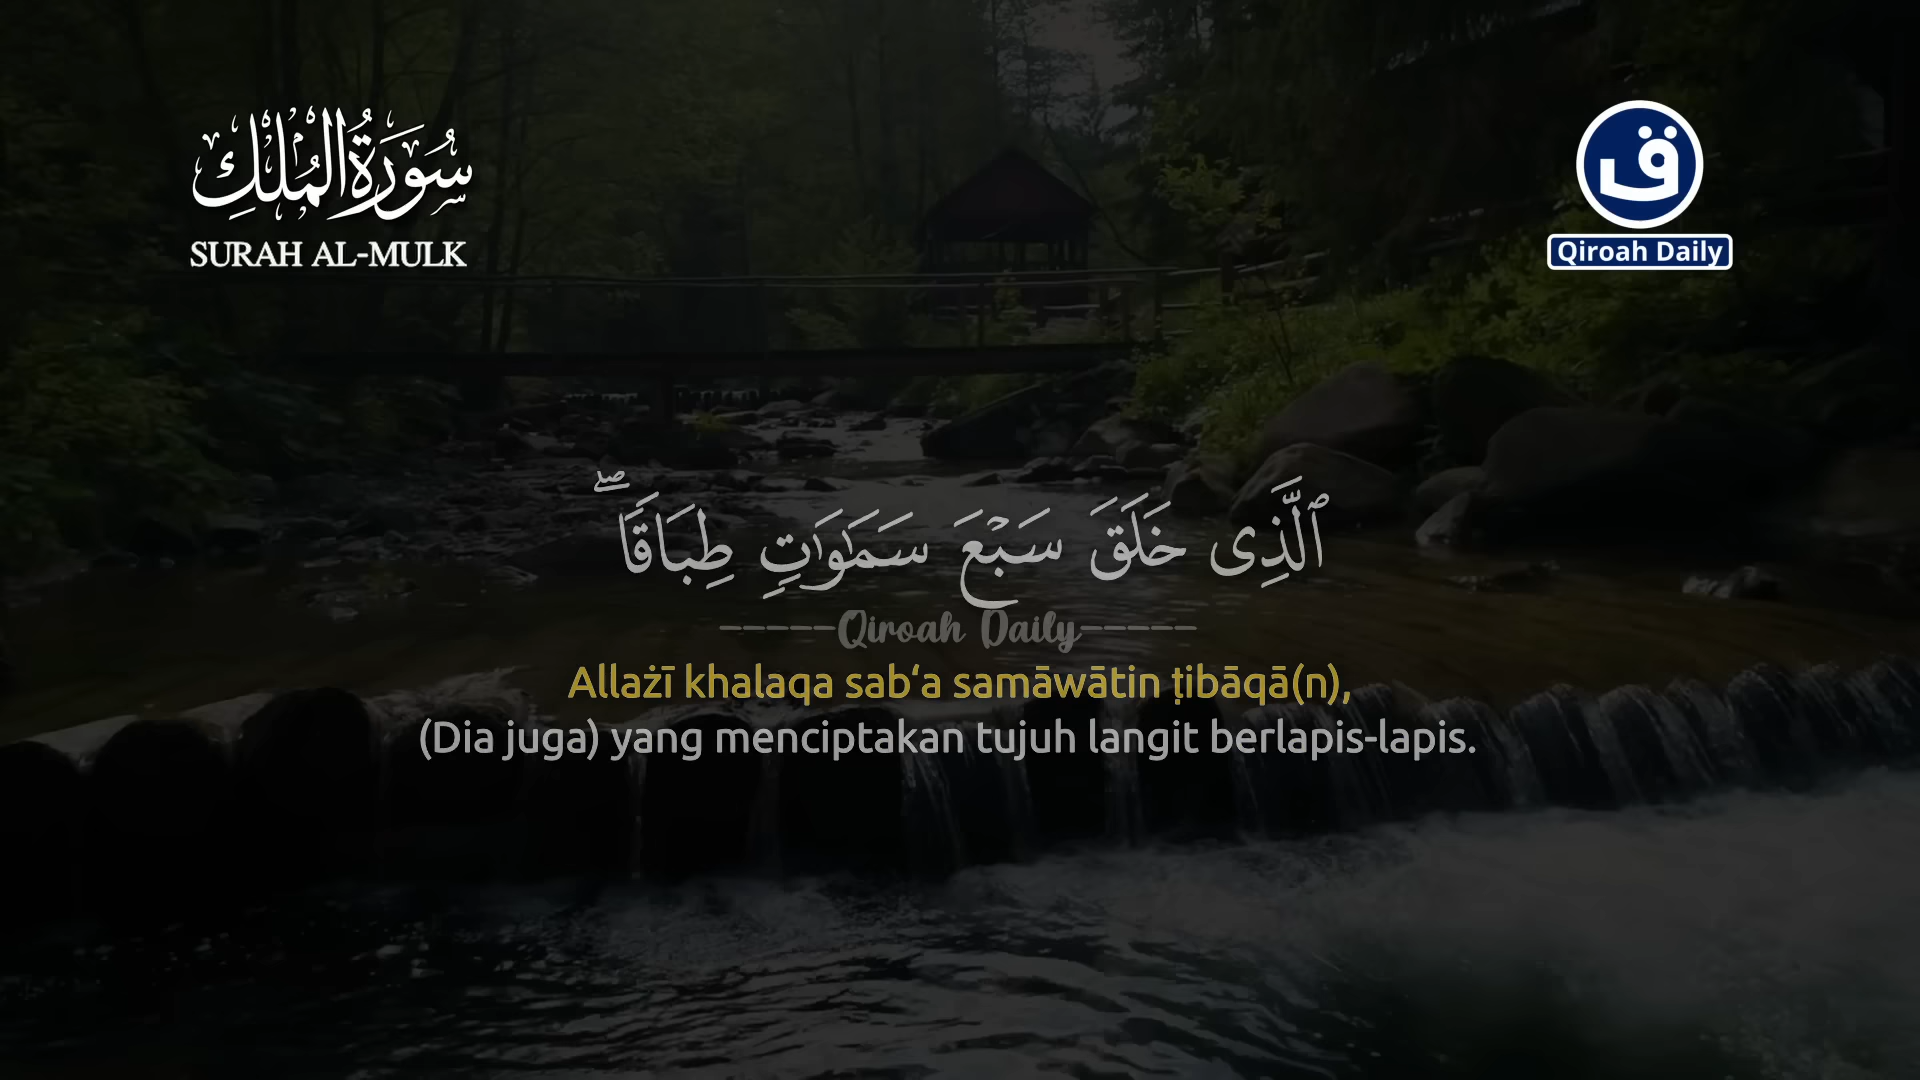 سُورَةُ الْمُلْكِ
SURAH AL-MULK
ق
Qiroah Daily
ٱلَّذِى خَلَقَ سَبْعَ سَمَـٰوَٰتٍ طِبَاقًا ۖ
-----Qiroah Daily-----
Allażī khalaqa sab‘a samāwātin ṭibāqā(n),
(Dia juga) yang menciptakan tujuh langit berlapis-lapis.